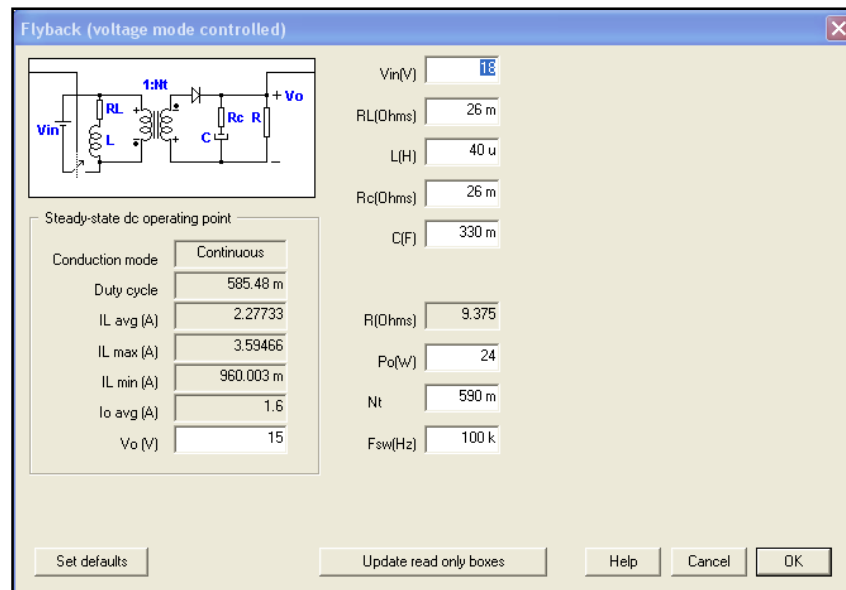 Flyback (voltage mode controlled)
1:Nt
RL
L
Vin
Rc
R
C
+ Vo
Steady-state dc operating point
Conduction mode Continuous
Duty cycle 585.48 m
IL avg (A) 2.27733
IL max (A) 3.59466
IL min (A) 960.003 m
Io avg (A) 1.6
Vo (V) 15
Vin(V) 18
RL(Ohms) 26 m
L(H) 40 u
Rc(Ohms) 26 m
C(F) 330 m
R(Ohms) 9.375
Po(W) 24
Nt 590 m
Fsw(Hz) 100 k
Set defaults
Update read only boxes
Help
Cancel
OK